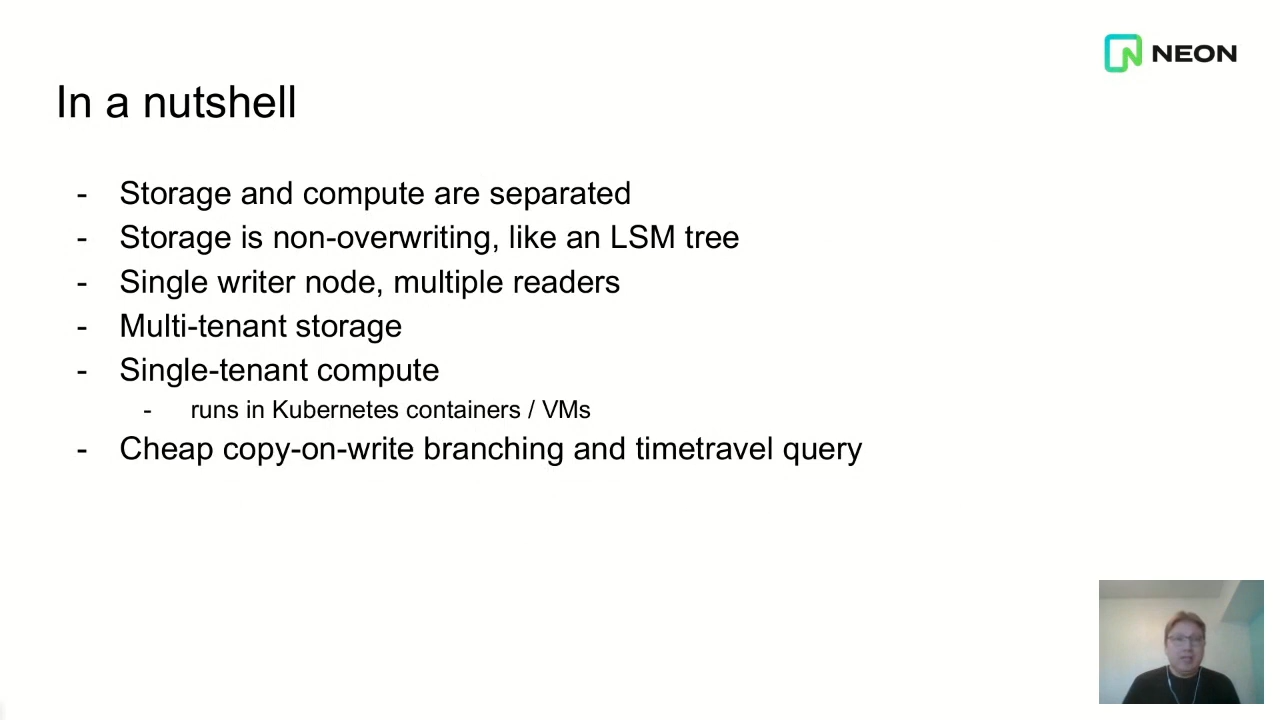 NEON
In a nutshell
- Storage and compute are separated
- Storage is non-overwriting, like an LSM tree
- Single writer node, multiple readers
- Multi-tenant storage
- Single-tenant compute
- runs in Kubernetes containers / VMs
- Cheap copy-on-write branching and timetravel query